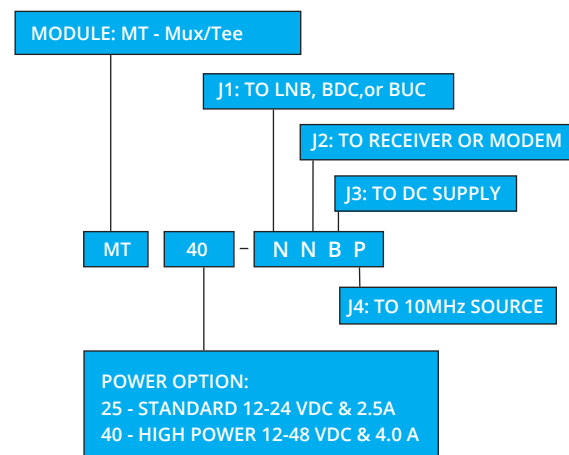 MODULE: MT - Mux/Tee
J1: TO LNB, BDC,or BUC
J2: TO RECEIVER OR MODEM
J3: TO DC SUPPLY
MT 40 - N N B P
J4: TO 10MHz SOURCE
POWER OPTION:
25 - STANDARD 12-24 VDC & 2.5A
40 - HIGH POWER 12-48 VDC & 4.0 A